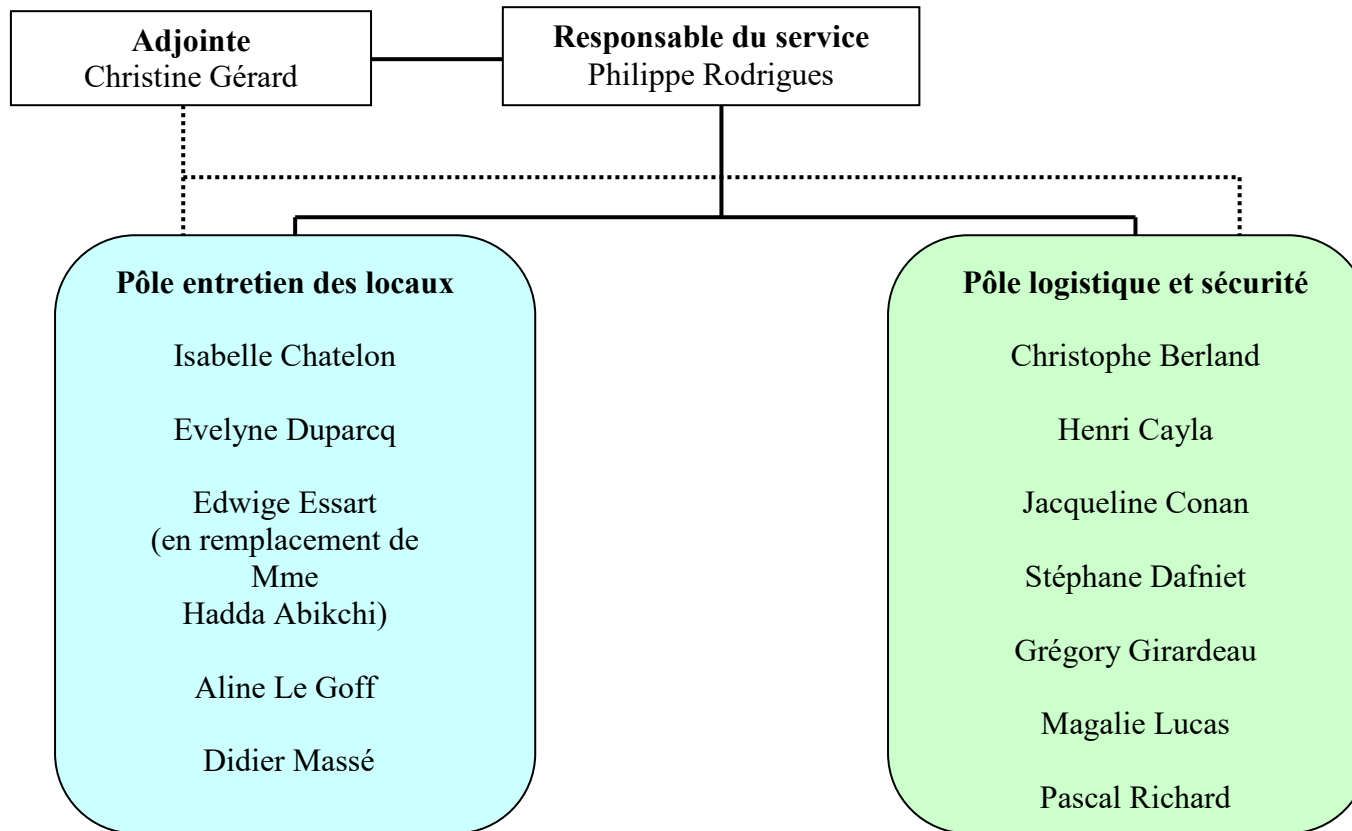 Adjointe
Christine Gérard
Responsable du service
Philippe Rodrigues
Pôle entretien des locaux
Isabelle Chatelon
Evelyne Duparcq
Edwige Essart
(en remplacement de
Mme
Hadda Abikchi)
Aline Le Goff
Didier Massé
Pôle logistique et sécurité
Christophe Berland
Henri Cayla
Jacqueline Conan
Stéphane Dafniet
Grégory Girardeau
Magalie Lucas
Pascal Richard